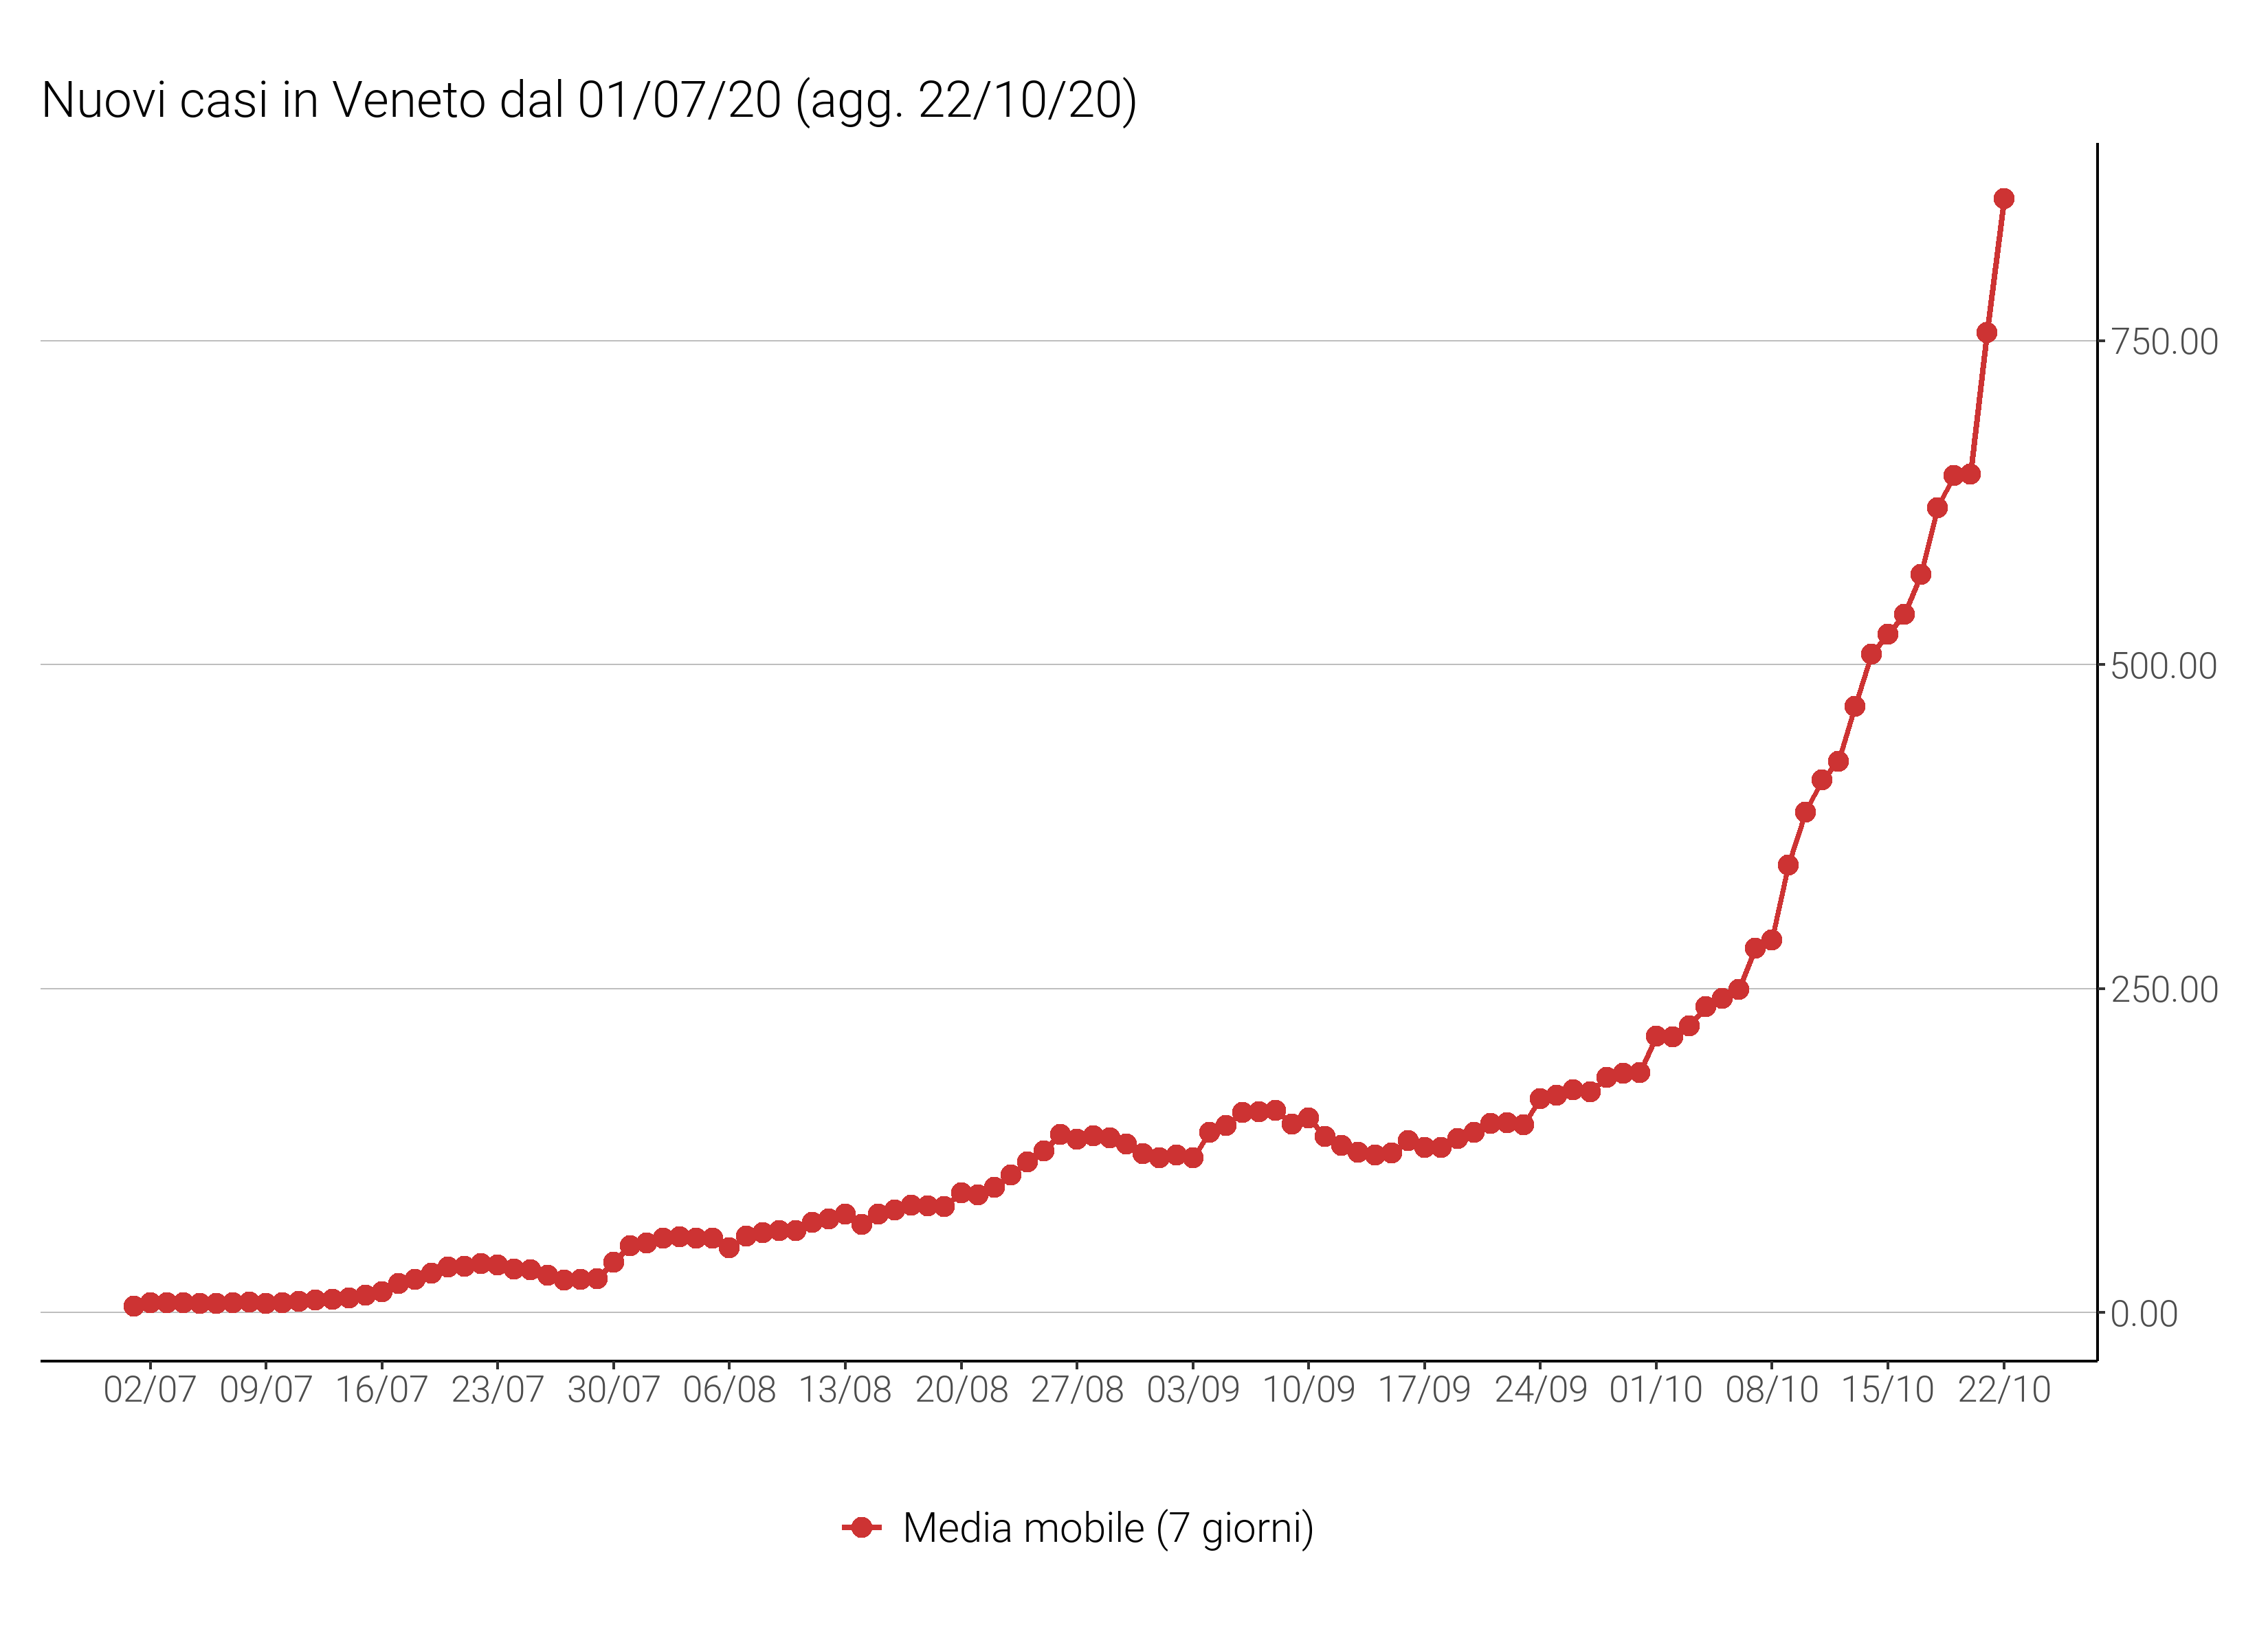 Nuovi casi in Veneto dal 01/07/20 (agg. 22/10/20)
750.00
500.00
250.00
0.00
02/07 09/07 16/07 23/07 30/07 06/08 13/08 20/08 27/08 03/09 10/09 17/09 24/09 01/10 08/10 15/10 22/10
Media mobile (7 giorni)